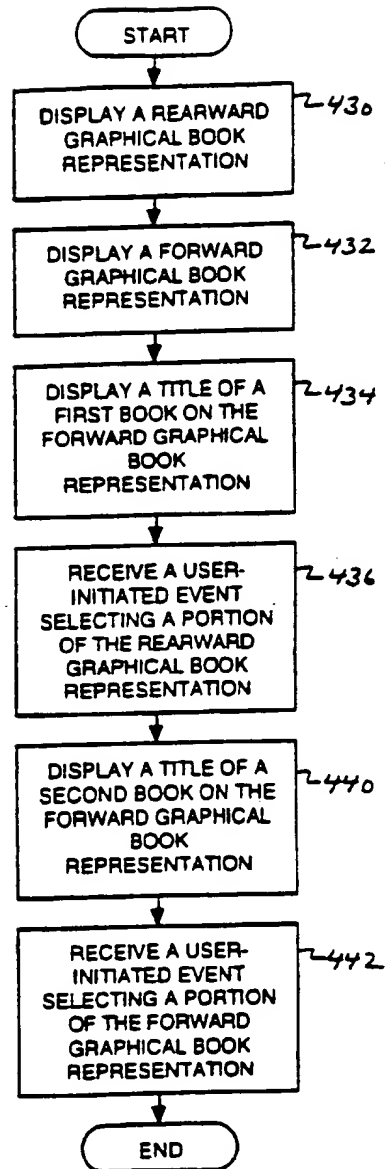 START
DISPLAY A REARWARD
GRAPHICAL BOOK
REPRESENTATION
430
DISPLAY A FORWARD
GRAPHICAL BOOK
REPRESENTATION
432
DISPLAY A TITLE OF A
FIRST BOOK ON THE
FORWARD GRAPHICAL
BOOK
REPRESENTATION
434
RECEIVE A USER-
INITIATED EVENT
SELECTING A PORTION
OF THE REARWARD
GRAPHICAL BOOK
REPRESENTATION
436
DISPLAY A TITLE OF A
SECOND BOOK ON THE
FORWARD GRAPHICAL
BOOK
REPRESENTATION
440
RECEIVE A USER-
INITIATED EVENT
SELECTING A PORTION
OF THE FORWARD
GRAPHICAL BOOK
REPRESENTATION
442
END